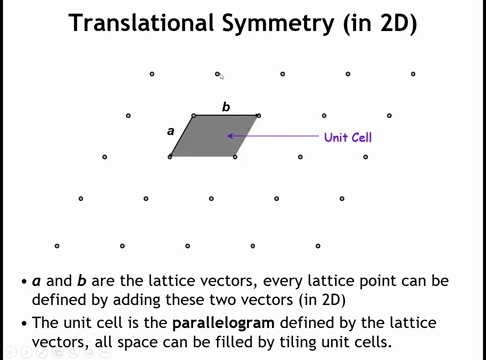 Translational Symmetry (in 2D)
b
a
Unit Cell
• a and b are the lattice vectors, every lattice point can be
defined by adding these two vectors (in 2D)
• The unit cell is the parallelogram defined by the lattice
vectors, all space can be filled by tiling unit cells.